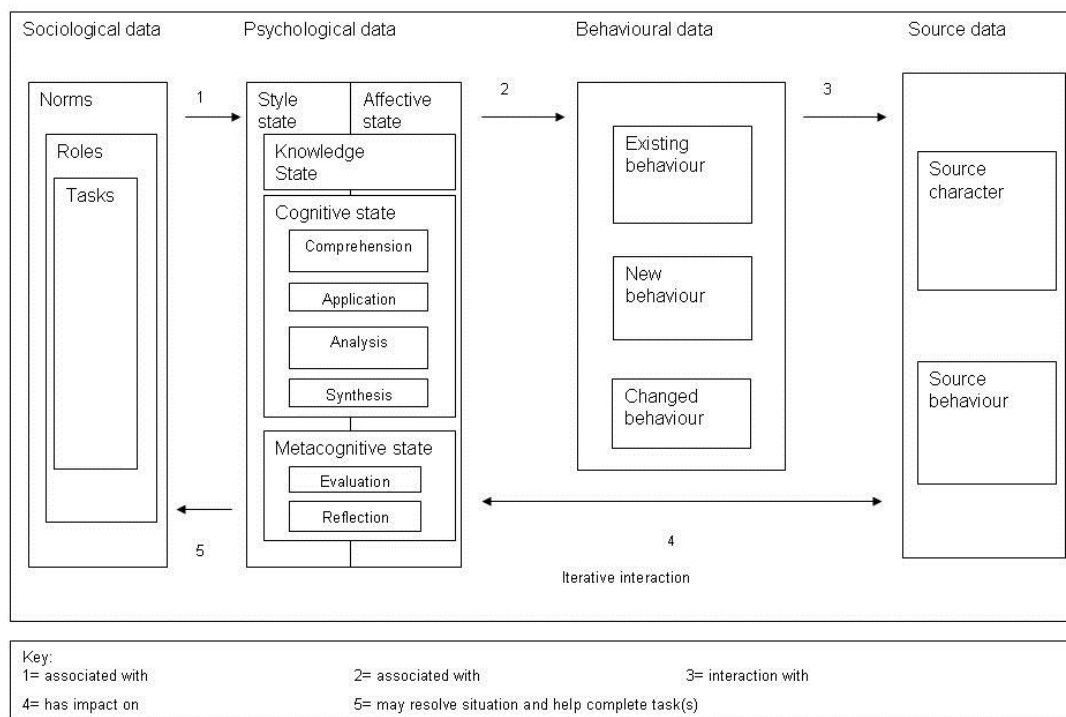 Sociological data
Psychological data
Behavioural data
Source data
Norms
Roles
Tasks
1
Style
state
Affective
state
Knowledge
State
Cognitive state
Comprehension
Application
Analysis
Synthesis
Metacognitive state
Evaluation
Reflection
2
Existing
behaviour
New
behaviour
Changed
behaviour
3
Source
character
Source
behaviour
5
4
Iterative interaction
Key:
1= associated with
2= associated with
3= interaction with
4= has impact on
5= may resolve situation and help complete task(s)